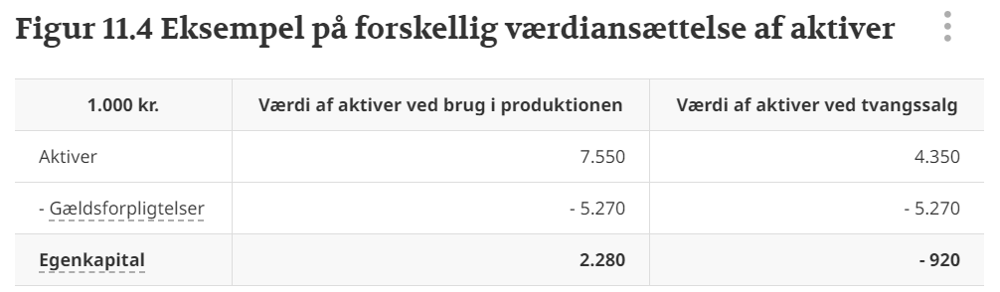 Figur 11.4 Eksempel på forskellig værdiansættelse af aktiver
1.000 kr. Værdi af aktiver ved brug i produktionen Værdi af aktiver ved tvangssalg
Aktiver 7.550 4.350
- Gældsforpligtelser - 5.270 - 5.270
Egenkapital 2.280 - 920